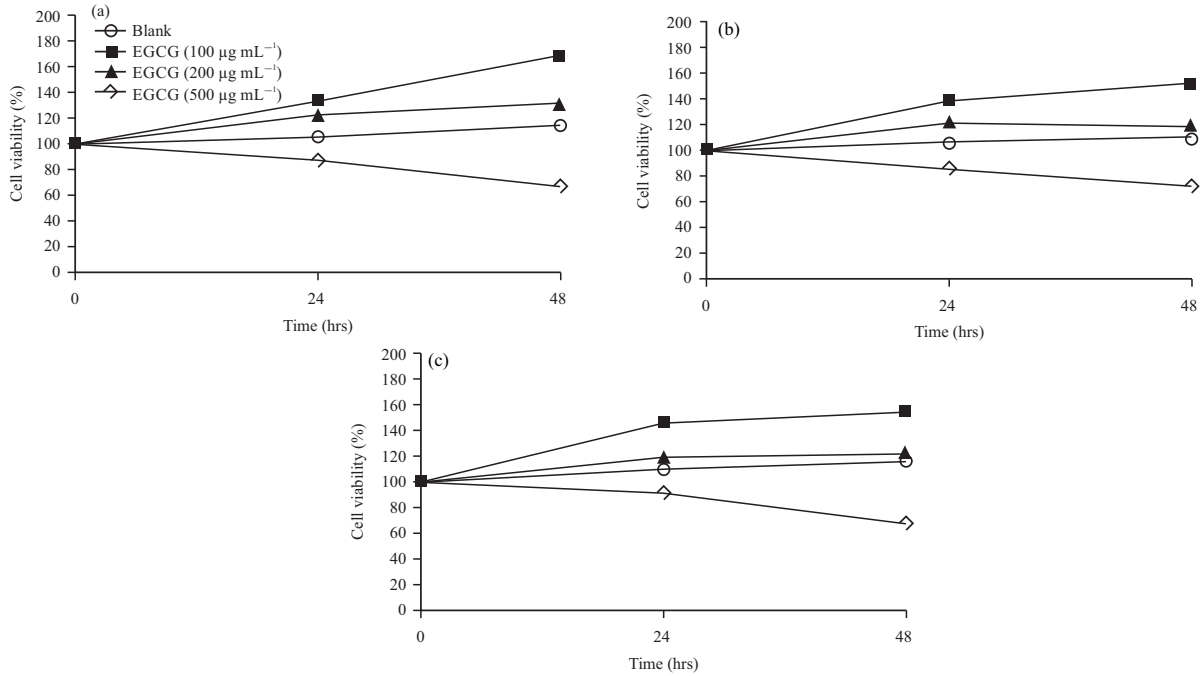 (a)
Blank
EGCG (100 µg mL⁻¹)
EGCG (200 µg mL⁻¹)
EGCG (500 µg mL⁻¹)
200
180
160
140
120
100
80
60
40
20
0
Cell viability (%)
0 24 48
Time (hrs)
(b)
200
180
160
140
120
100
80
60
40
20
0
Cell viability (%)
0 24 48
Time (hrs)
(c)
200
180
160
140
120
100
80
60
40
20
0
Cell viability (%)
0 24 48
Time (hrs)